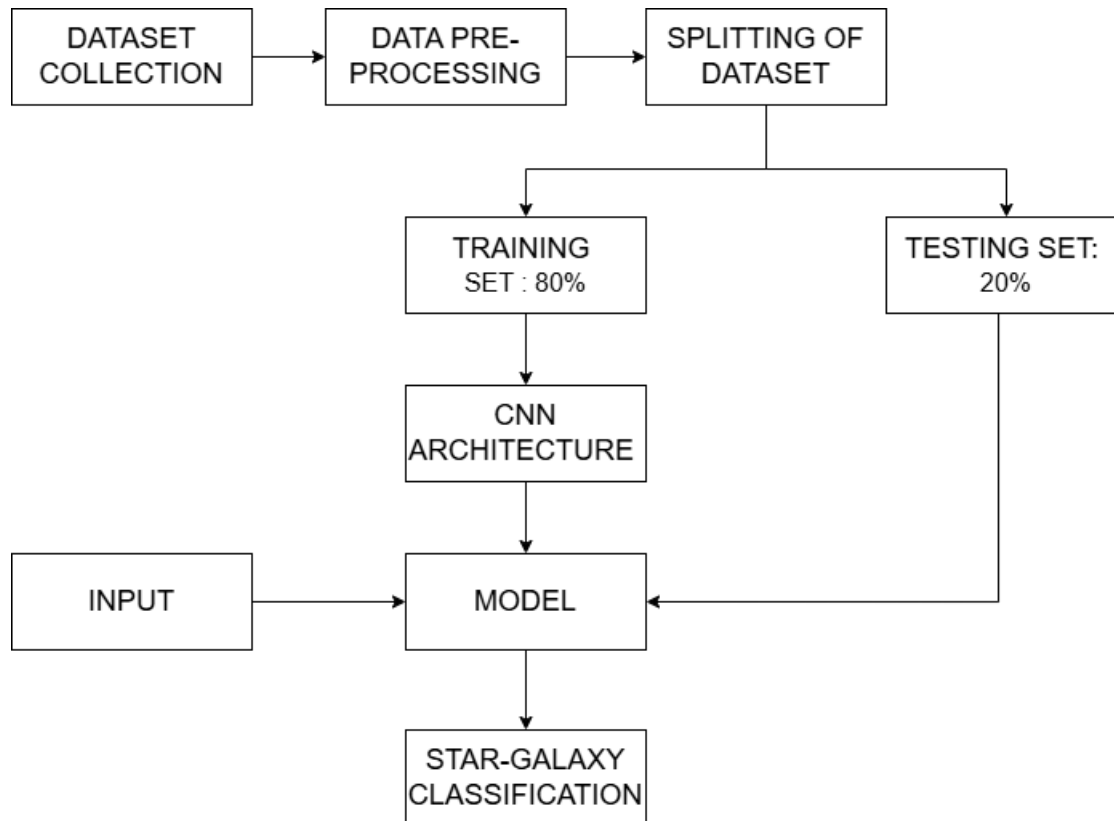 DATASET
COLLECTION
DATA PRE-
PROCESSING
SPLITTING OF
DATASET
TRAINING
SET : 80%
TESTING SET:
20%
CNN
ARCHITECTURE
INPUT
MODEL
STAR-GALAXY
CLASSIFICATION